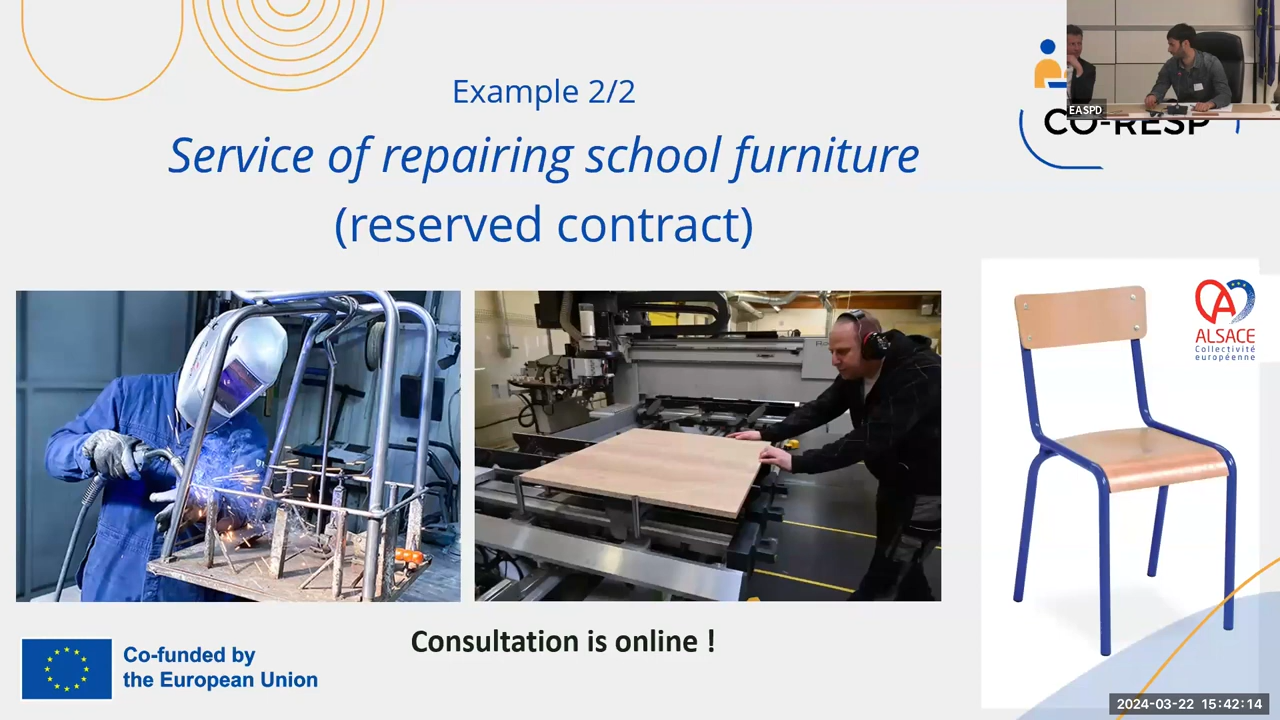 Example 2/2
Service of repairing school furniture
(reserved contract)
EASPD
CO-RESP
ALSACE
Collectivité
européenne
Consultation is online !
Co-funded by
the European Union
2024-03-22 15:42:14